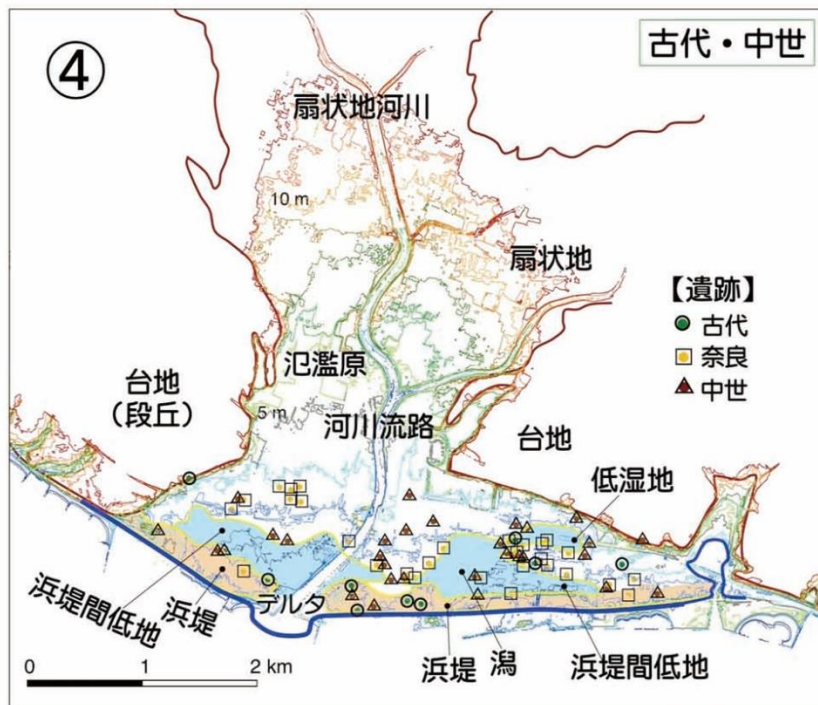 ④
古代・中世
扇状地河川
10 m
扇状地
【遺跡】
古代
奈良
中世
氾濫原
台地
（段丘）
5 m
河川流路
台地
低湿地
浜堤間低地
浜堤
デルタ
浜堤
潟
浜堤間低地
0 1 2 km